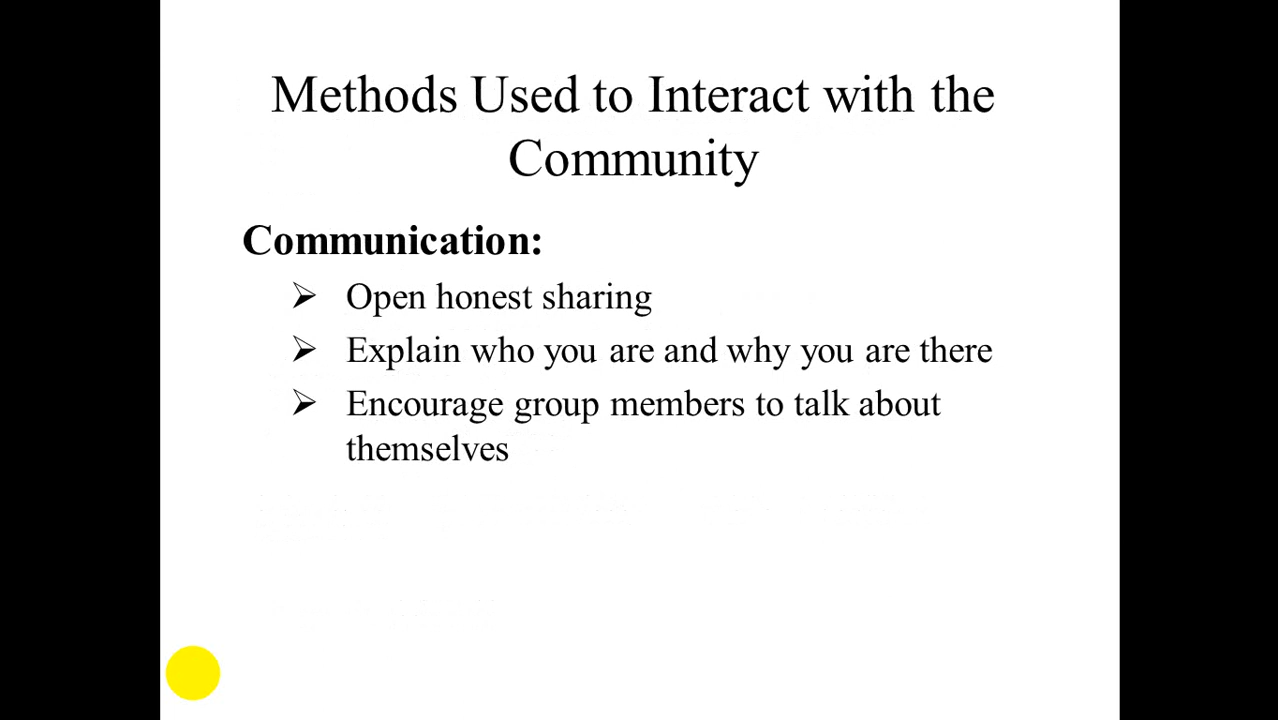 Methods Used to Interact with the
Community
Communication:
➢ Open honest sharing
➢ Explain who you are and why you are there
➢ Encourage group members to talk about
themselves